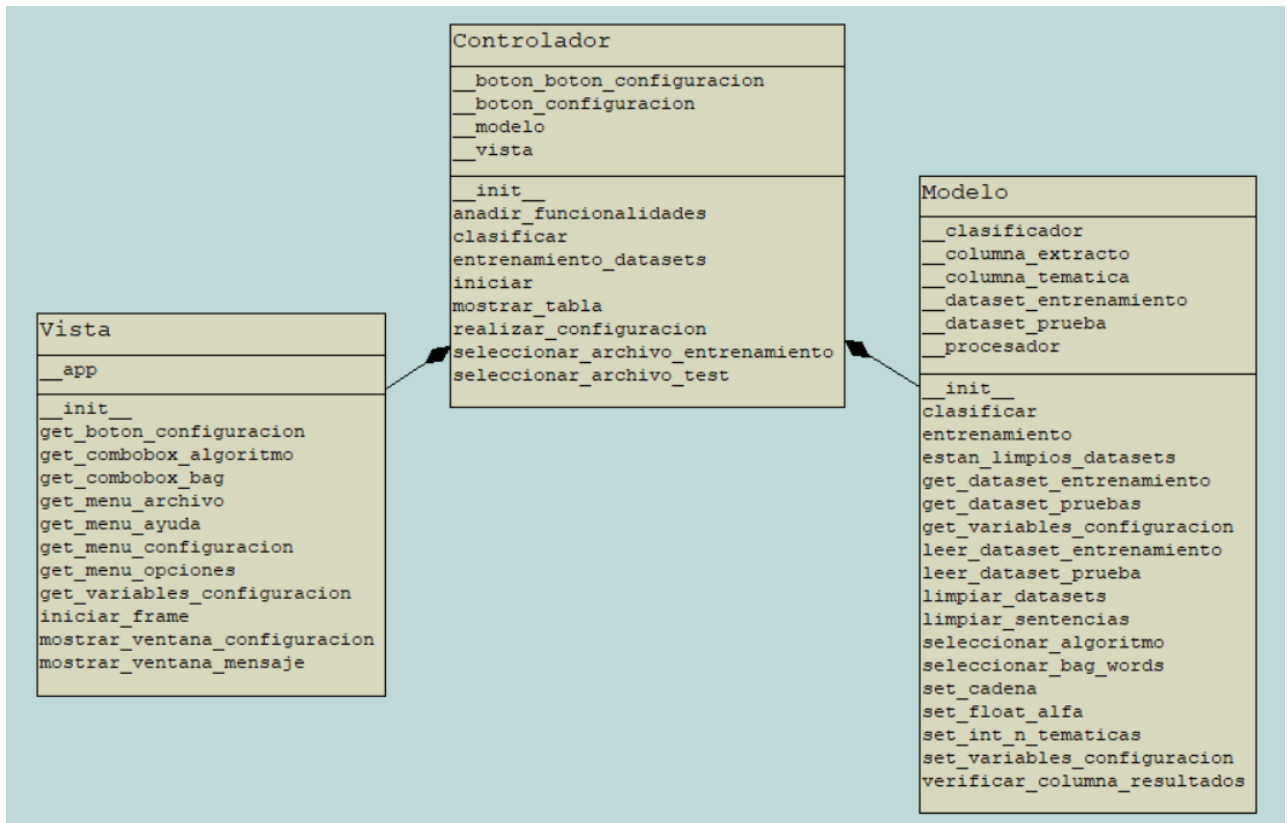 Controlador
__boton_boton_configuracion
__boton_configuracion
__modelo
__vista
__init__
anadir_funcionalidades
clasificar
entrenamiento_datasets
iniciar
mostrar_tabla
realizar_configuracion
seleccionar_archivo_entrenamiento
seleccionar_archivo_test
Vista
__app
__init__
get_boton_configuracion
get_combobox_algoritmo
get_combobox_bag
get_menu_archivo
get_menu_ayuda
get_menu_configuracion
get_menu_opciones
get_variables_configuracion
iniciar_frame
mostrar_ventana_configuracion
mostrar_ventana_mensaje
Modelo
__clasificador
__columna_extracto
__columna_tematica
__dataset_entrenamiento
__dataset_prueba
__procesador
__init__
clasificar
entrenamiento
estan_limpios_datasets
get_dataset_entrenamiento
get_dataset_pruebas
get_variables_configuracion
leer_dataset_entrenamiento
leer_dataset_prueba
limpiar_datasets
limpiar_sentencias
seleccionar_algoritmo
seleccionar_bag_words
set_cadena
set_float_alfa
set_int_n_tematicas
set_variables_configuracion
verificar_columna_resultados